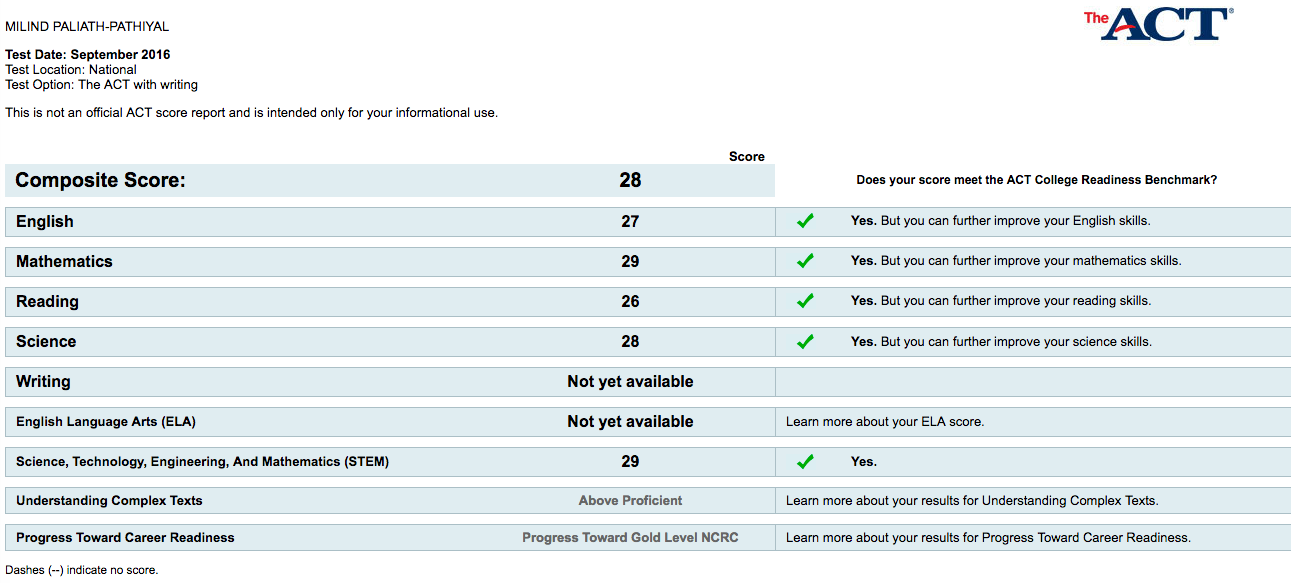 MILIND PALIATH-PATHIYAL
The ACT®
Test Date: September 2016
Test Location: National
Test Option: The ACT with writing
This is not an official ACT score report and is intended only for your informational use.
Score
Composite Score: 28 Does your score meet the ACT College Readiness Benchmark?
English 27 Yes. But you can further improve your English skills.
Mathematics 29 Yes. But you can further improve your mathematics skills.
Reading 26 Yes. But you can further improve your reading skills.
Science 28 Yes. But you can further improve your science skills.
Writing Not yet available
English Language Arts (ELA) Not yet available Learn more about your ELA score.
Science, Technology, Engineering, And Mathematics (STEM) 29 Yes.
Understanding Complex Texts Above Proficient Learn more about your results for Understanding Complex Texts.
Progress Toward Career Readiness Progress Toward Gold Level NCRC Learn more about your results for Progress Toward Career Readiness.
Dashes (--) indicate no score.